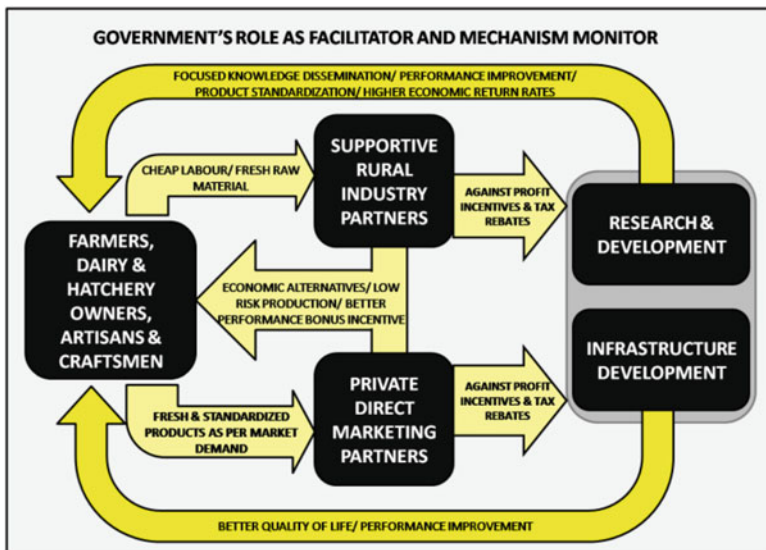 GOVERNMENT'S ROLE AS FACILITATOR AND MECHANISM MONITOR
FOCUSED KNOWLEDGE DISSEMINATION/ PERFORMANCE IMPROVEMENT/
PRODUCT STANDARDIZATION/ HIGHER ECONOMIC RETURN RATES
CHEAP LABOUR/ FRESH RAW
MATERIAL
SUPPORTIVE
RURAL
INDUSTRY
PARTNERS
AGAINST PROFIT
INCENTIVES & TAX
REBATES
RESEARCH &
DEVELOPMENT
FARMERS,
DAIRY &
HATCHERY
OWNERS,
ARTISANS &
CRAFTSMEN
ECONOMIC ALTERNATIVES/ LOW
RISK PRODUCTION/ BETTER
PERFORMANCE BONUS INCENTIVE
INFRASTRUCTURE
DEVELOPMENT
FRESH & STANDARDIZED
PRODUCTS AS PER MARKET
DEMAND
PRIVATE
DIRECT
MARKETING
PARTNERS
AGAINST PROFIT
INCENTIVES & TAX
REBATES
BETTER QUALITY OF LIFE/ PERFORMANCE IMPROVEMENT